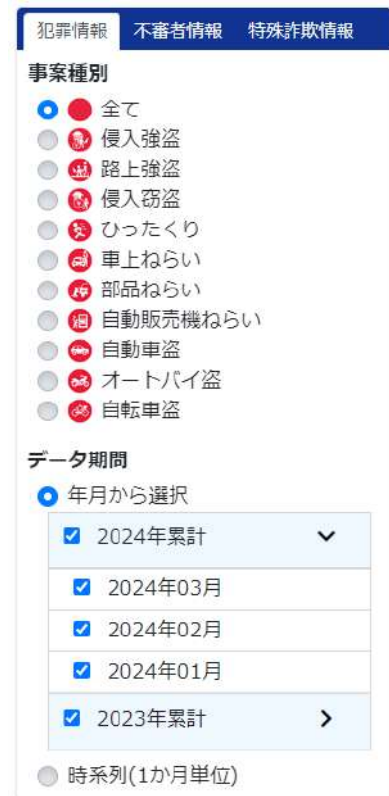 犯罪情報 不審者情報 特殊詐欺情報
事案種別
全て
侵入強盗
路上強盗
侵入窃盗
ひったくり
車上ねらい
部品ねらい
自動販売機ねらい
自動車盗
オートバイ盗
自転車盗
データ期間
年月から選択
2024年累計
2024年03月
2024年02月
2024年01月
2023年累計
時系列(1か月単位)